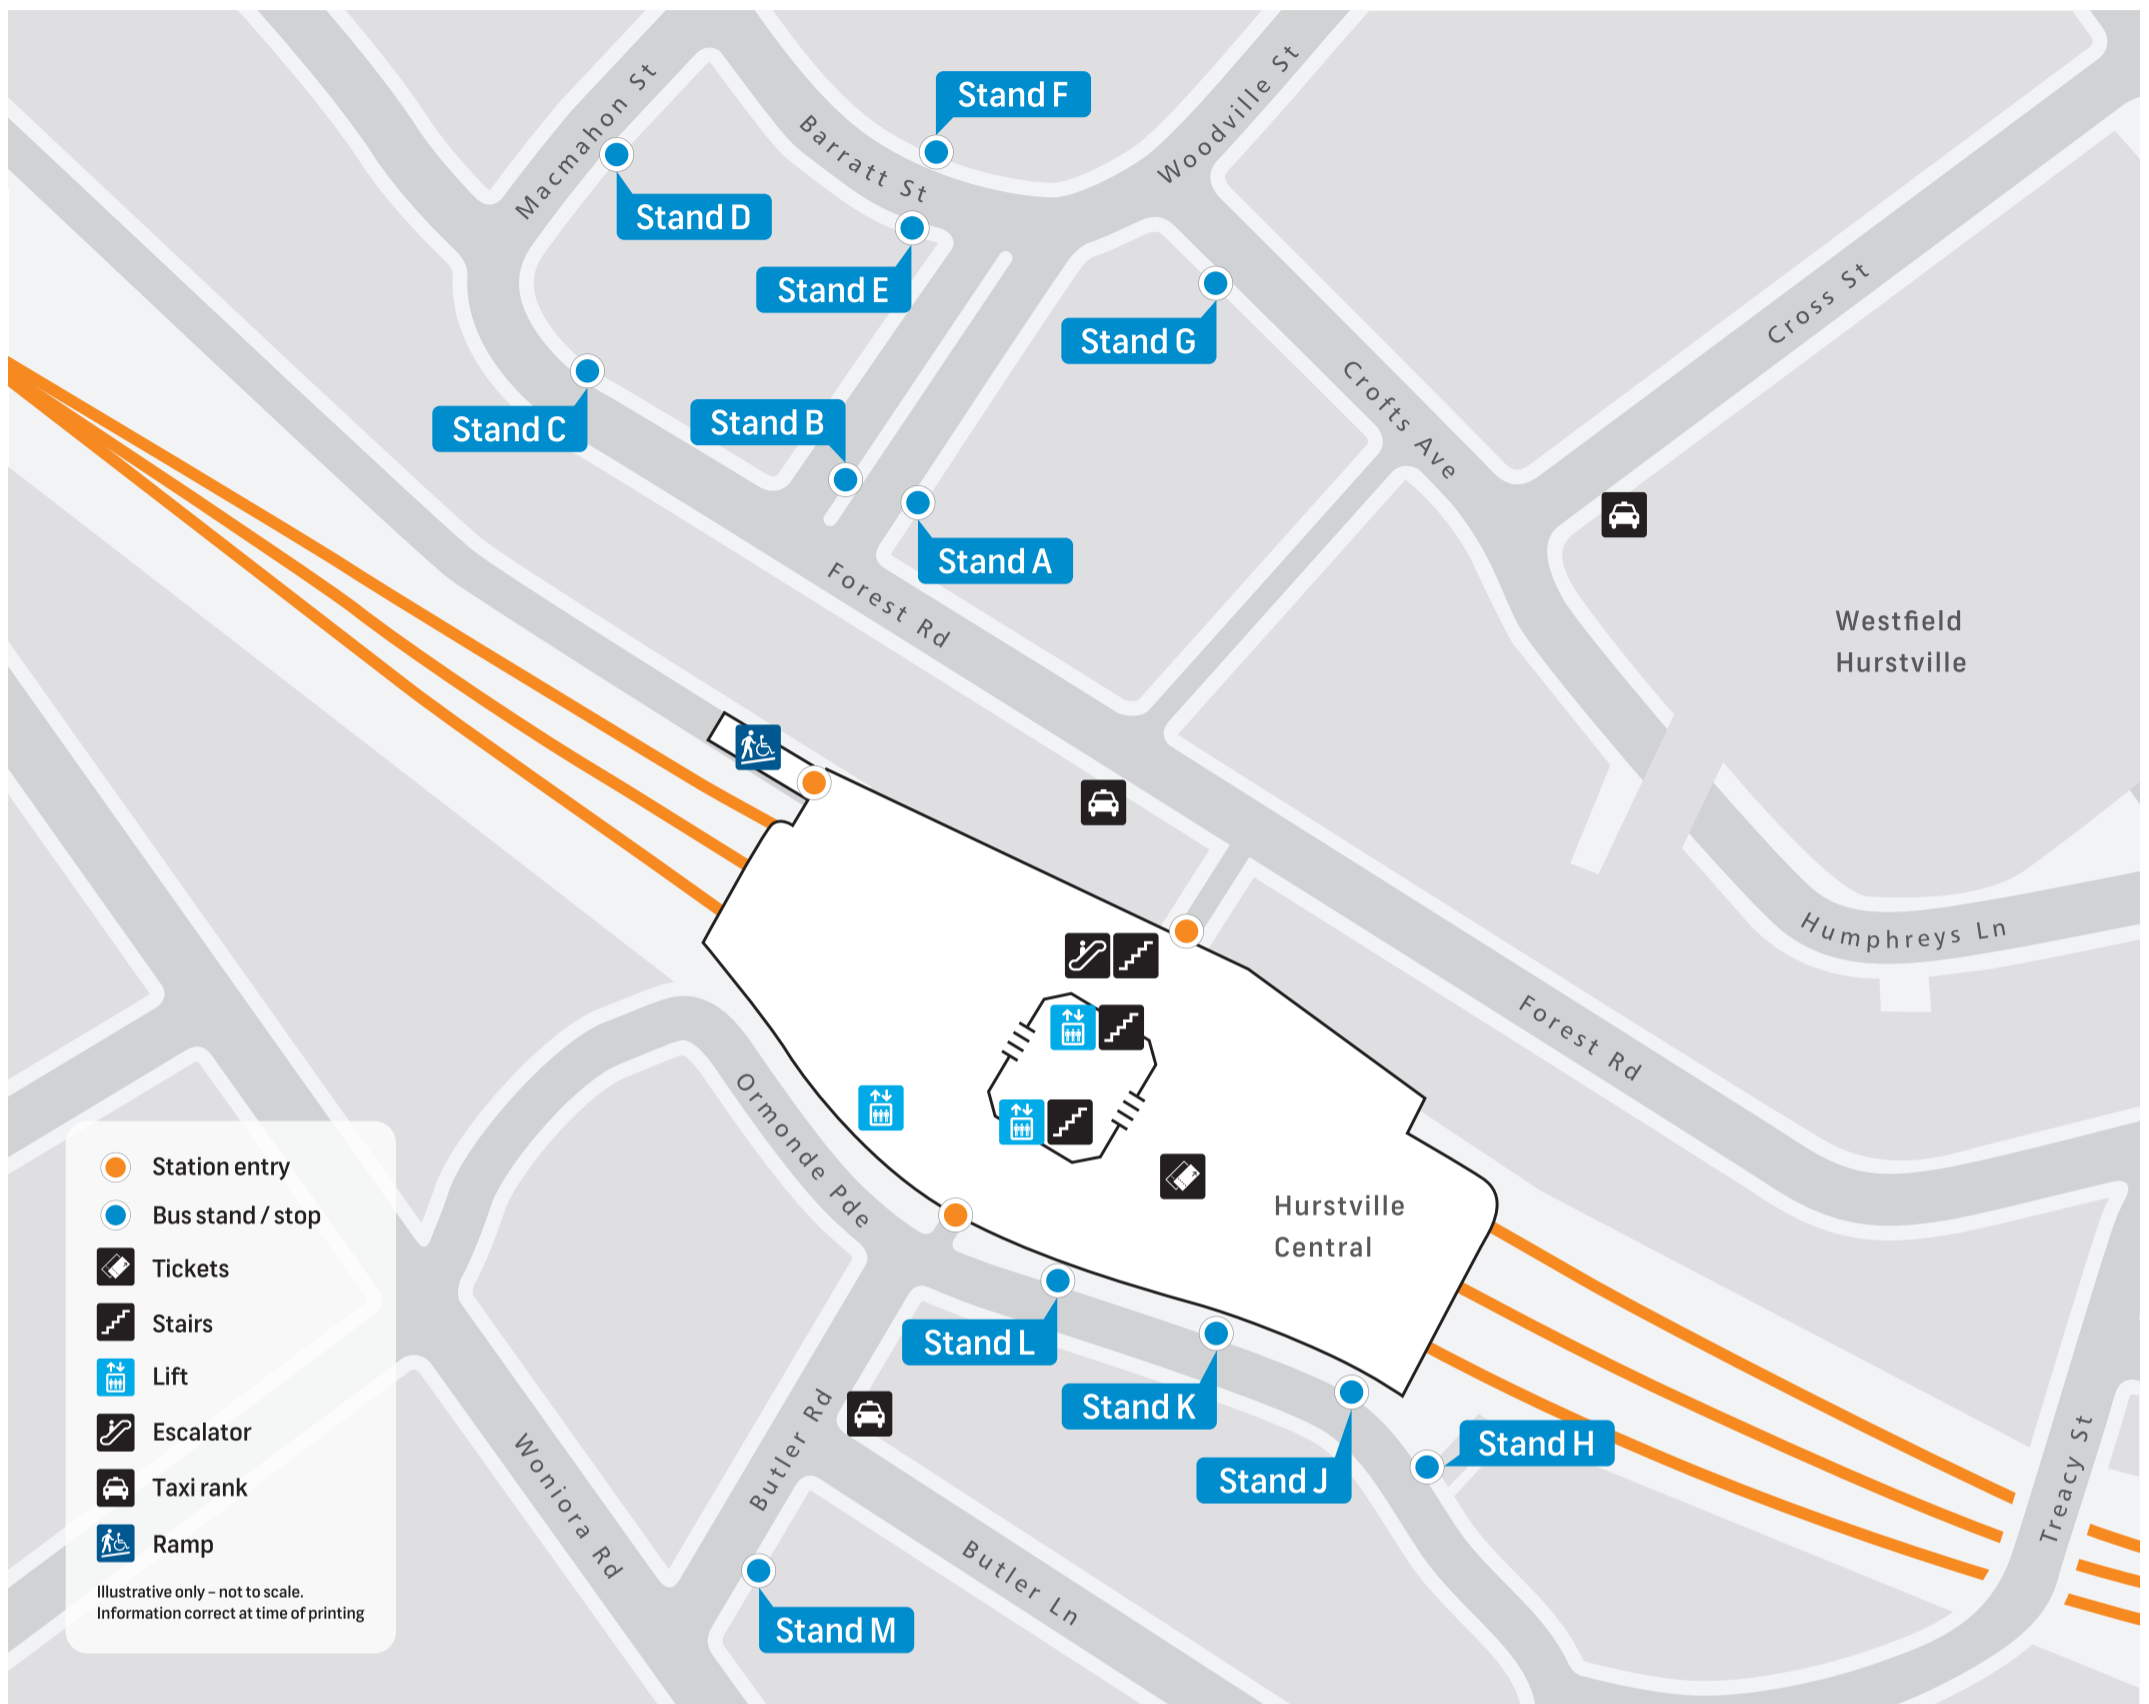 Macmahon St
Barratt St
Woodville St
Stand F
Stand D
Stand E
Stand G
Cross St
Crofts Ave
Stand C
Stand B
Stand A
Forest Rd
Westfield
Hurstville
Humphreys Ln
Forest Rd
Ormonde Pde
Hurstville
Central
Stand L
Stand K
Stand J
Stand H
Treacy St
Butler Rd
Woniora Rd
Butler Ln
Stand M
Station entry
Bus stand / stop
Tickets
Stairs
Lift
Escalator
Taxi rank
Ramp
Illustrative only – not to scale.
Information correct at time of printing